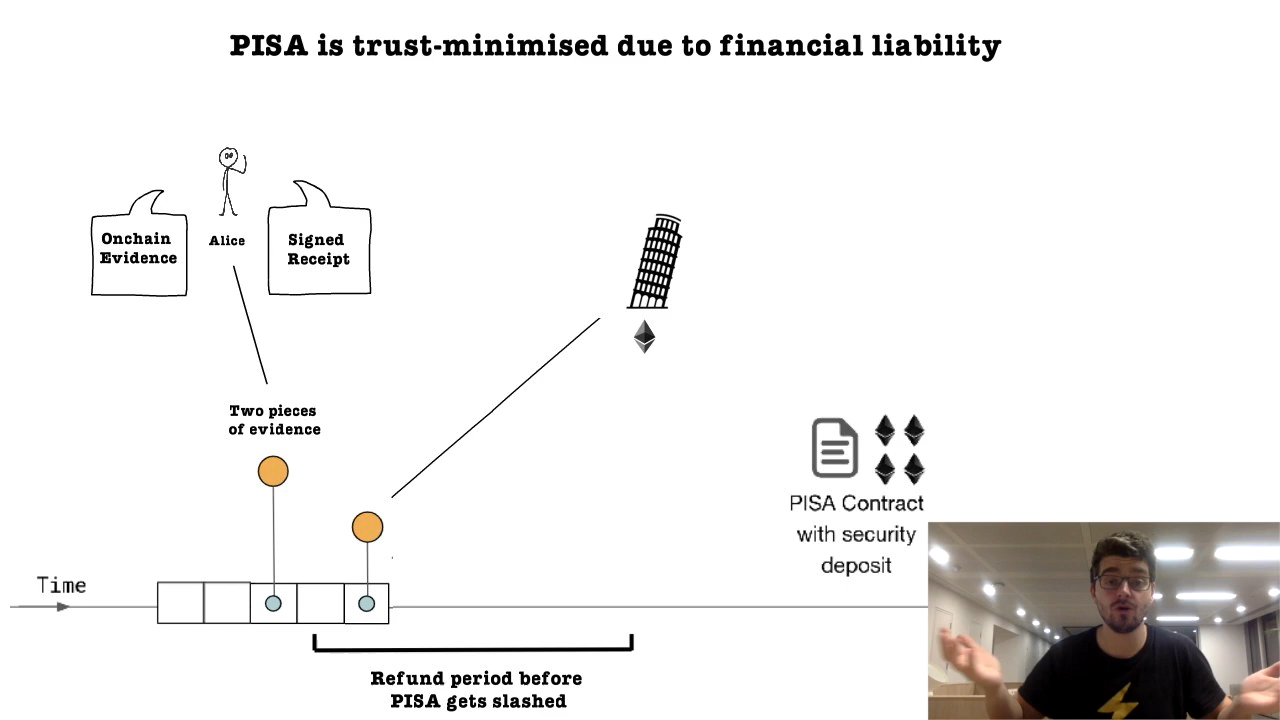 PISA is trust-minimised due to financial liability
Onchain
Evidence
Alice
Signed
Receipt
Two pieces
of evidence
PISA Contract
with security
deposit
Time
Refund period before
PISA gets slashed